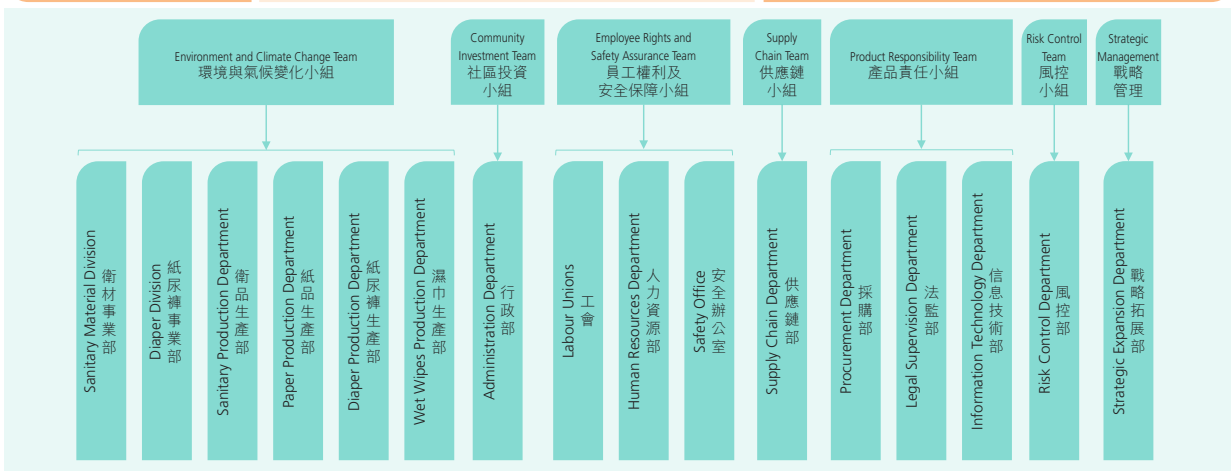 Environment and Climate Change Team
環境與氣候變化小組
Community
Investment Team
社區投資
小組
Employee Rights and
Safety Assurance Team
員工權利及
安全保障小組
Supply
Chain Team
供應鏈
小組
Product Responsibility Team
產品責任小組
Risk Control
Team
風控
小組
Strategic
Management
戰略
管理
Sanitary Material Division
衛材事業部
Diaper Division
紙尿褲事業部
Sanitary Production Department
衛品生產部
Paper Production Department
紙品生產部
Diaper Production Department
紙尿褲生產部
Wet Wipes Production Department
濕巾生產部
Administration Department
行政部
Labour Unions
工會
Human Resources Department
人力資源部
Safety Office
安全辦公室
Supply Chain Department
供應鏈部
Procurement Department
採購部
Legal Supervision Department
法監部
Information Technology Department
信息技術部
Risk Control Department
風控部
Strategic Expansion Department
戰略拓展部